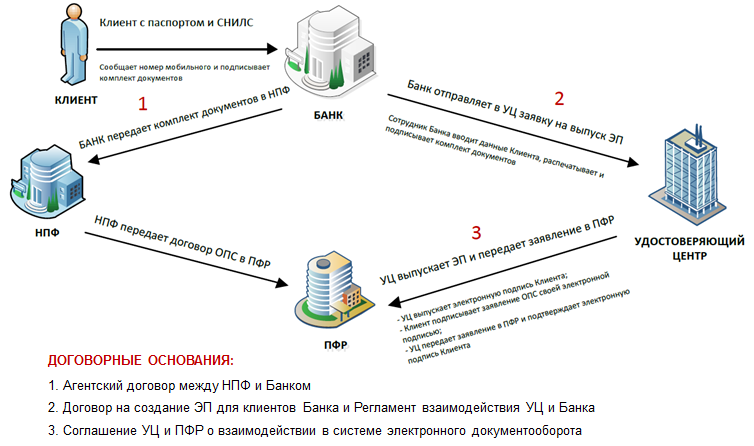 Клиент с паспортом и СНИЛС
Сообщает номер мобильного и подписывает
комплект документов
КЛИЕНТ
БАНК
1
БАНК передает комплект документов в НПФ
2
Банк отправляет в УЦ заявку на выпуск ЭП
Сотрудник Банка вводит данные Клиента, распечатывает и
подписывает комплект документов
НПФ
УДОСТОВЕРЯЮЩИЙ
ЦЕНТР
НПФ передает договор ОПС в ПФР
3
УЦ выпускает ЭП и передает заявление в ПФР
- УЦ выпускает электронную подпись Клиента;
- Клиент подписывает заявление ОПС своей электронной
подписью;
- УЦ передает заявление в ПФР и подтверждает электронную
подпись Клиента
ПФР
ДОГОВОРНЫЕ ОСНОВАНИЯ:
1. Агентский договор между НПФ и Банком
2. Договор на создание ЭП для клиентов Банка и Регламент взаимодействия УЦ и Банка
3. Соглашение УЦ и ПФР о взаимодействии в системе электронного документооборота